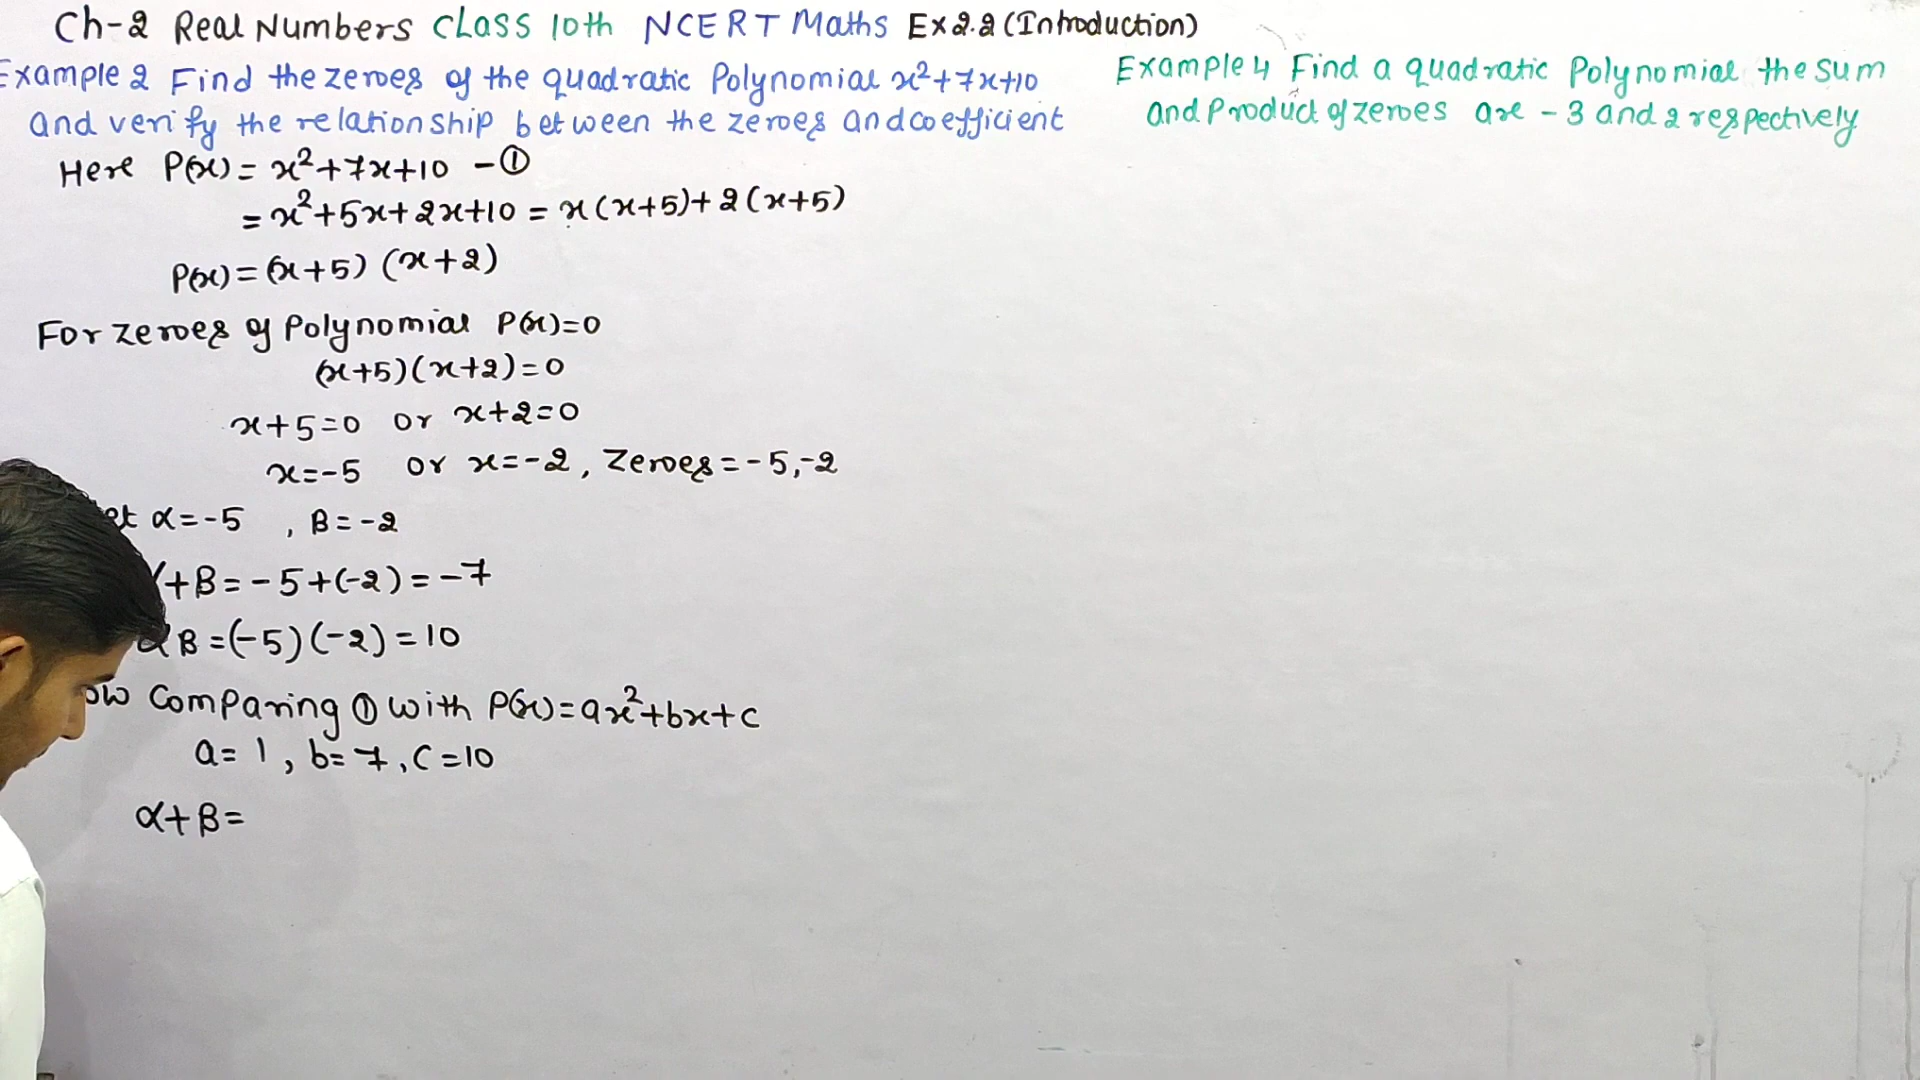 Ch-2 Real Numbers Class 10th NCERT Maths Ex2.2 (Introduction)
Example 2 Find the zeroes of the quadratic Polynomial x²+7x+10
and verify the relationship between the zeroes and coefficient
Here P(x) = x²+7x+10 -①
= x²+5x+2x+10 = x(x+5)+2(x+5)
P(x) = (x+5) (x+2)
For zeroes of Polynomial P(x)=0
(x+5)(x+2)=0
x+5=0 or x+2=0
x=-5 or x=-2, Zeroes=-5,-2
α=-5 , β=-2
+β=-5+(-2)=-7
αβ=(-5)(-2)=10
Comparing ① with P(x)=ax²+bx+c
a=1, b=7, c=10
α+β=
Example 4 Find a quadratic Polynomial the sum
and Product of zeroes are -3 and 2 respectively